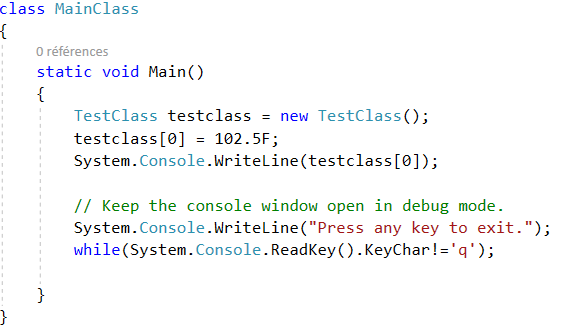 class MainClass
{
0 références
static void Main()
{
TestClass testclass = new TestClass();
testclass[0] = 102.5F;
System.Console.WriteLine(testclass[0]);
// Keep the console window open in debug mode.
System.Console.WriteLine("Press any key to exit.");
while(System.Console.ReadKey().KeyChar!='q');
}
}